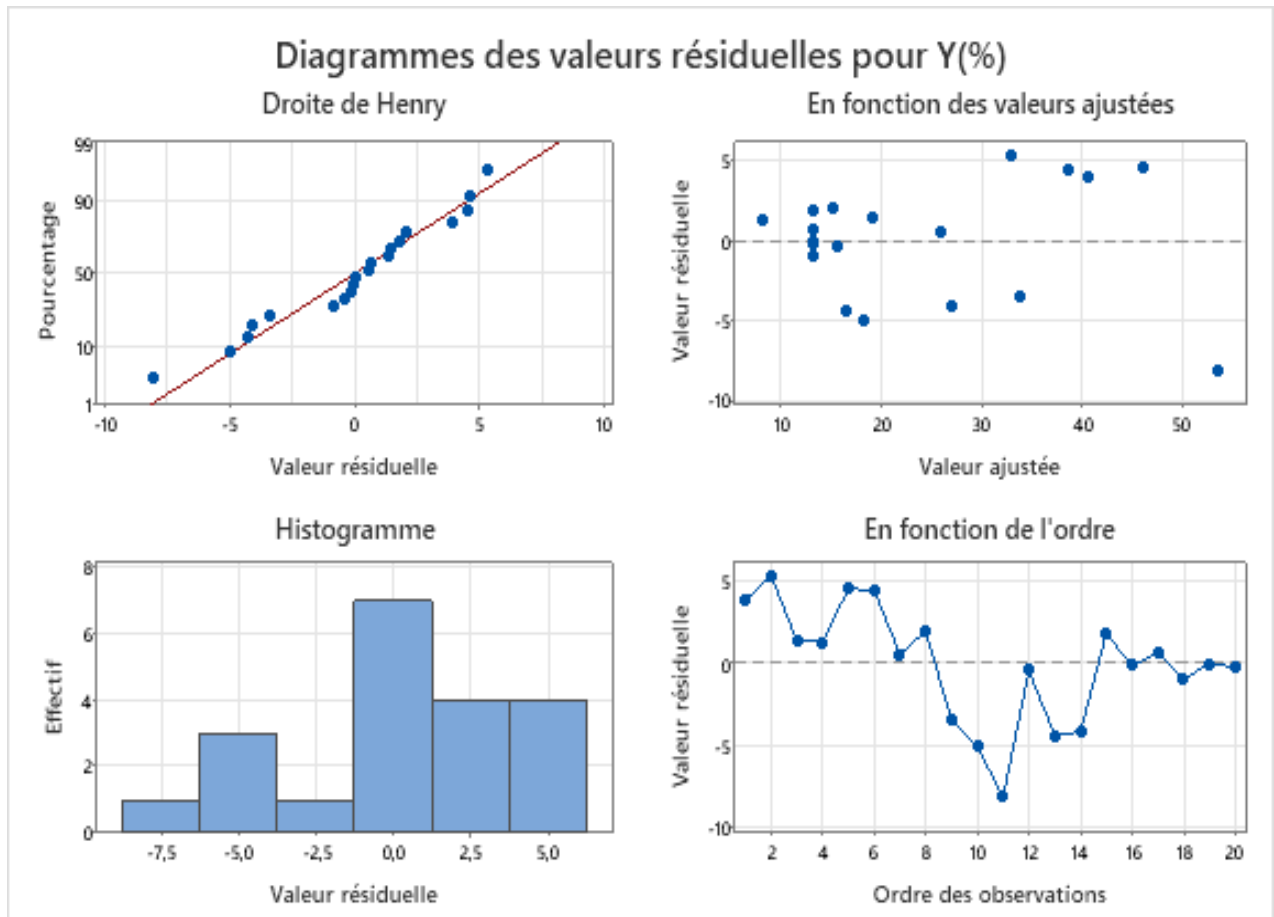 Diagrammes des valeurs résiduelles pour Y(%)
Droite de Henry
99
90
50
10
1
Pourcentage
-10 -5 0 5 10
Valeur résiduelle
En fonction des valeurs ajustées
5
0
-5
-10
Valeur résiduelle
10 20 30 40 50
Valeur ajustée
Histogramme
8
6
4
2
0
Effectif
-7,5 -5,0 -2,5 0,0 2,5 5,0
Valeur résiduelle
En fonction de l'ordre
5
0
-5
-10
Valeur résiduelle
2 4 6 8 10 12 14 16 18 20
Ordre des observations